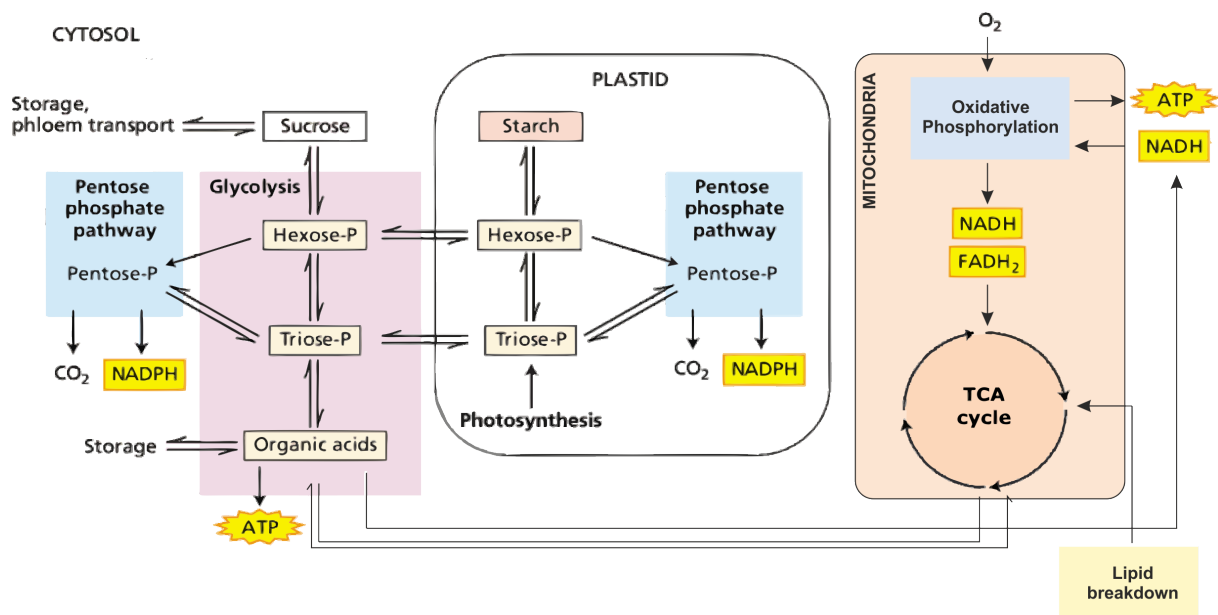 CYTOSOL
Storage,
phloem transport
Sucrose
Pentose
phosphate
pathway
Pentose-P
CO2
NADPH
Glycolysis
Hexose-P
Triose-P
Storage
Organic acids
ATP
PLASTID
Starch
Hexose-P
Triose-P
Photosynthesis
Pentose
phosphate
pathway
Pentose-P
CO2
NADPH
O2
MITOCHONDRIA
Oxidative
Phosphorylation
ATP
NADH
NADH
FADH2
TCA
cycle
Lipid
breakdown